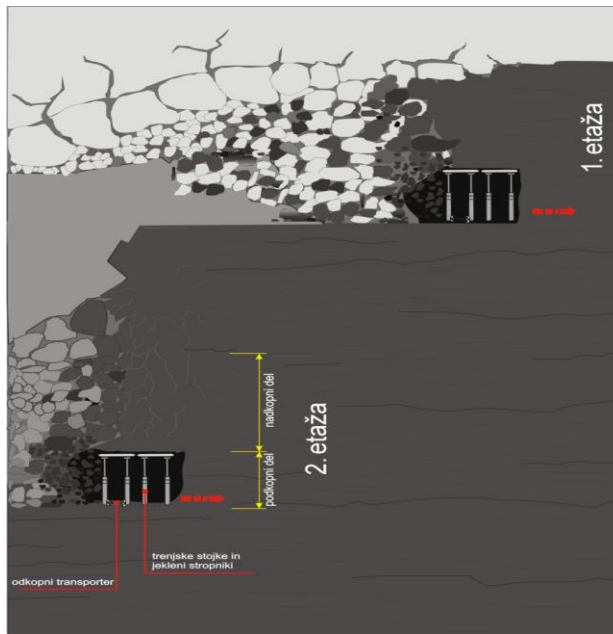 1. etaža
nadkopni del
2. etaža
podkopni del
trenjske stojke in
jekleni stropniki
odkopni transporter